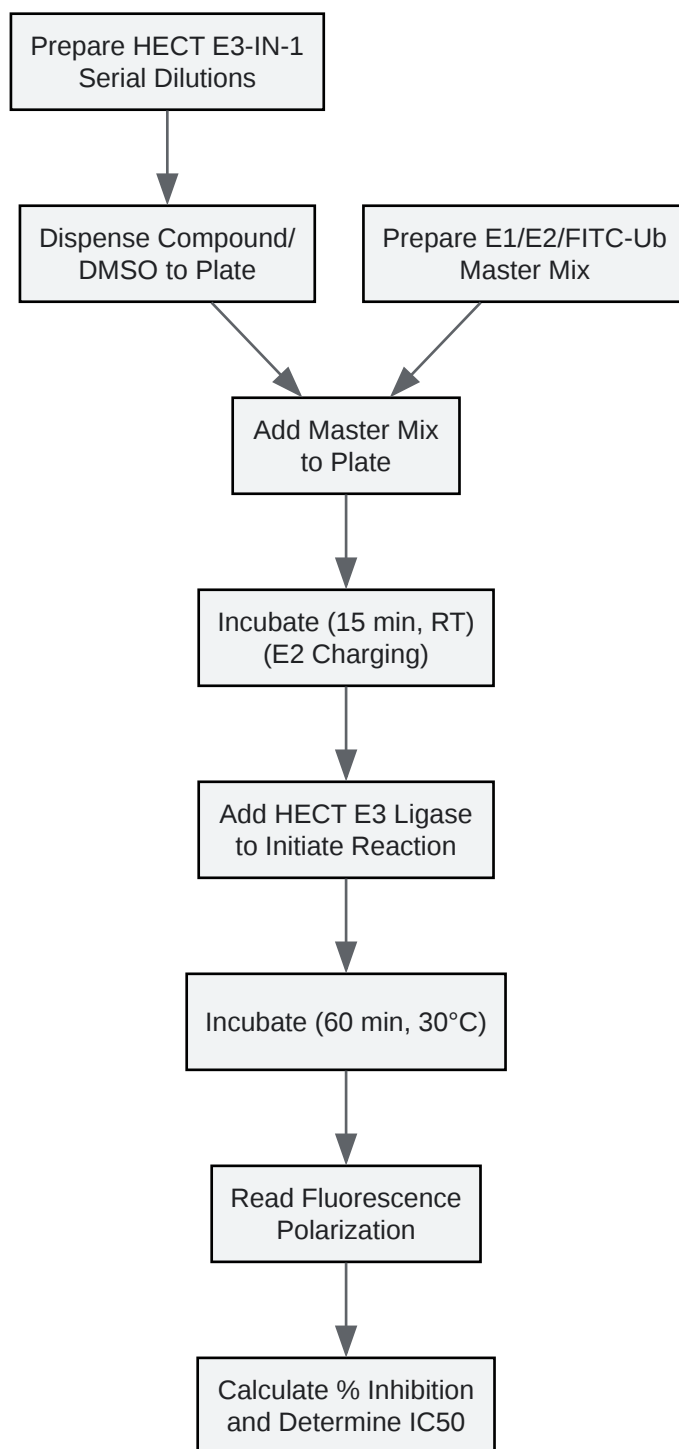 Prepare HECT E3-IN-1
Serial Dilutions
Dispense Compound/
DMSO to Plate
Prepare E1/E2/FITC-Ub
Master Mix
Add Master Mix
to Plate
Incubate (15 min, RT)
(E2 Charging)
Add HECT E3 Ligase
to Initiate Reaction
Incubate (60 min, 30°C)
Read Fluorescence
Polarization
Calculate % Inhibition
and Determine IC50